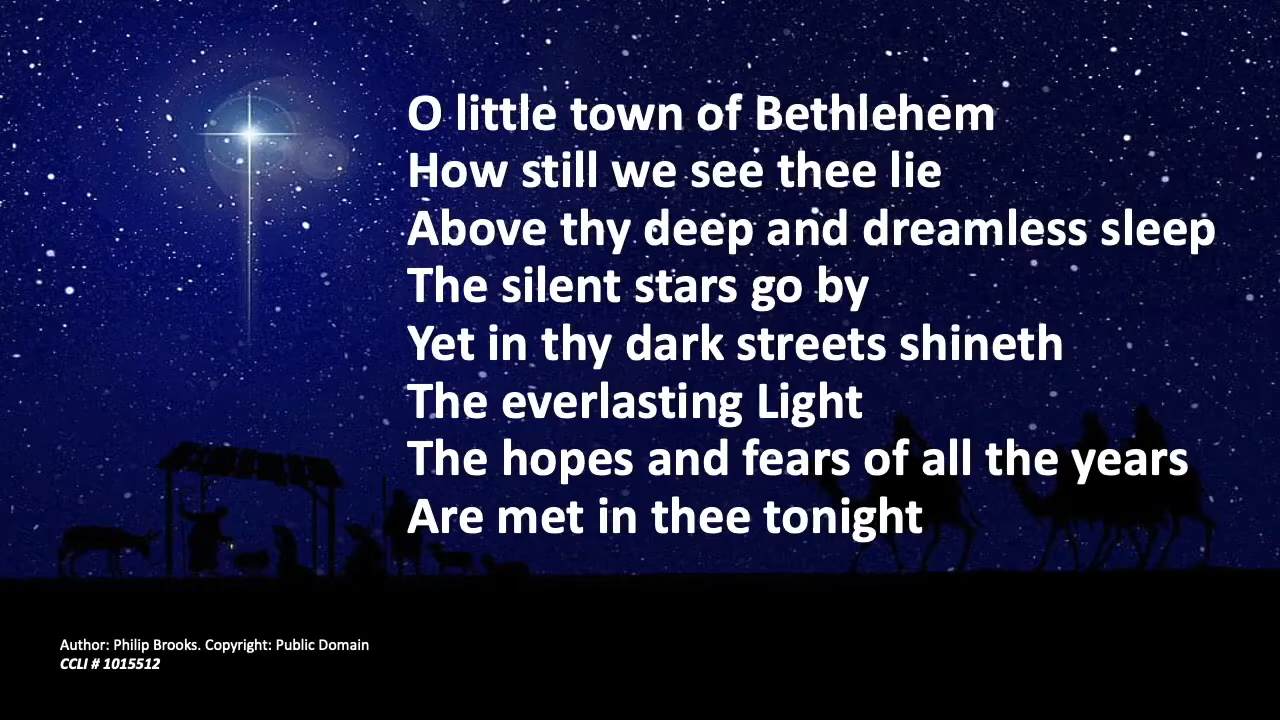 O little town of Bethlehem
How still we see thee lie
Above thy deep and dreamless sleep
The silent stars go by
Yet in thy dark streets shineth
The everlasting Light
The hopes and fears of all the years
Are met in thee tonight
Author: Philip Brooks. Copyright: Public Domain
CCLI # 1015512